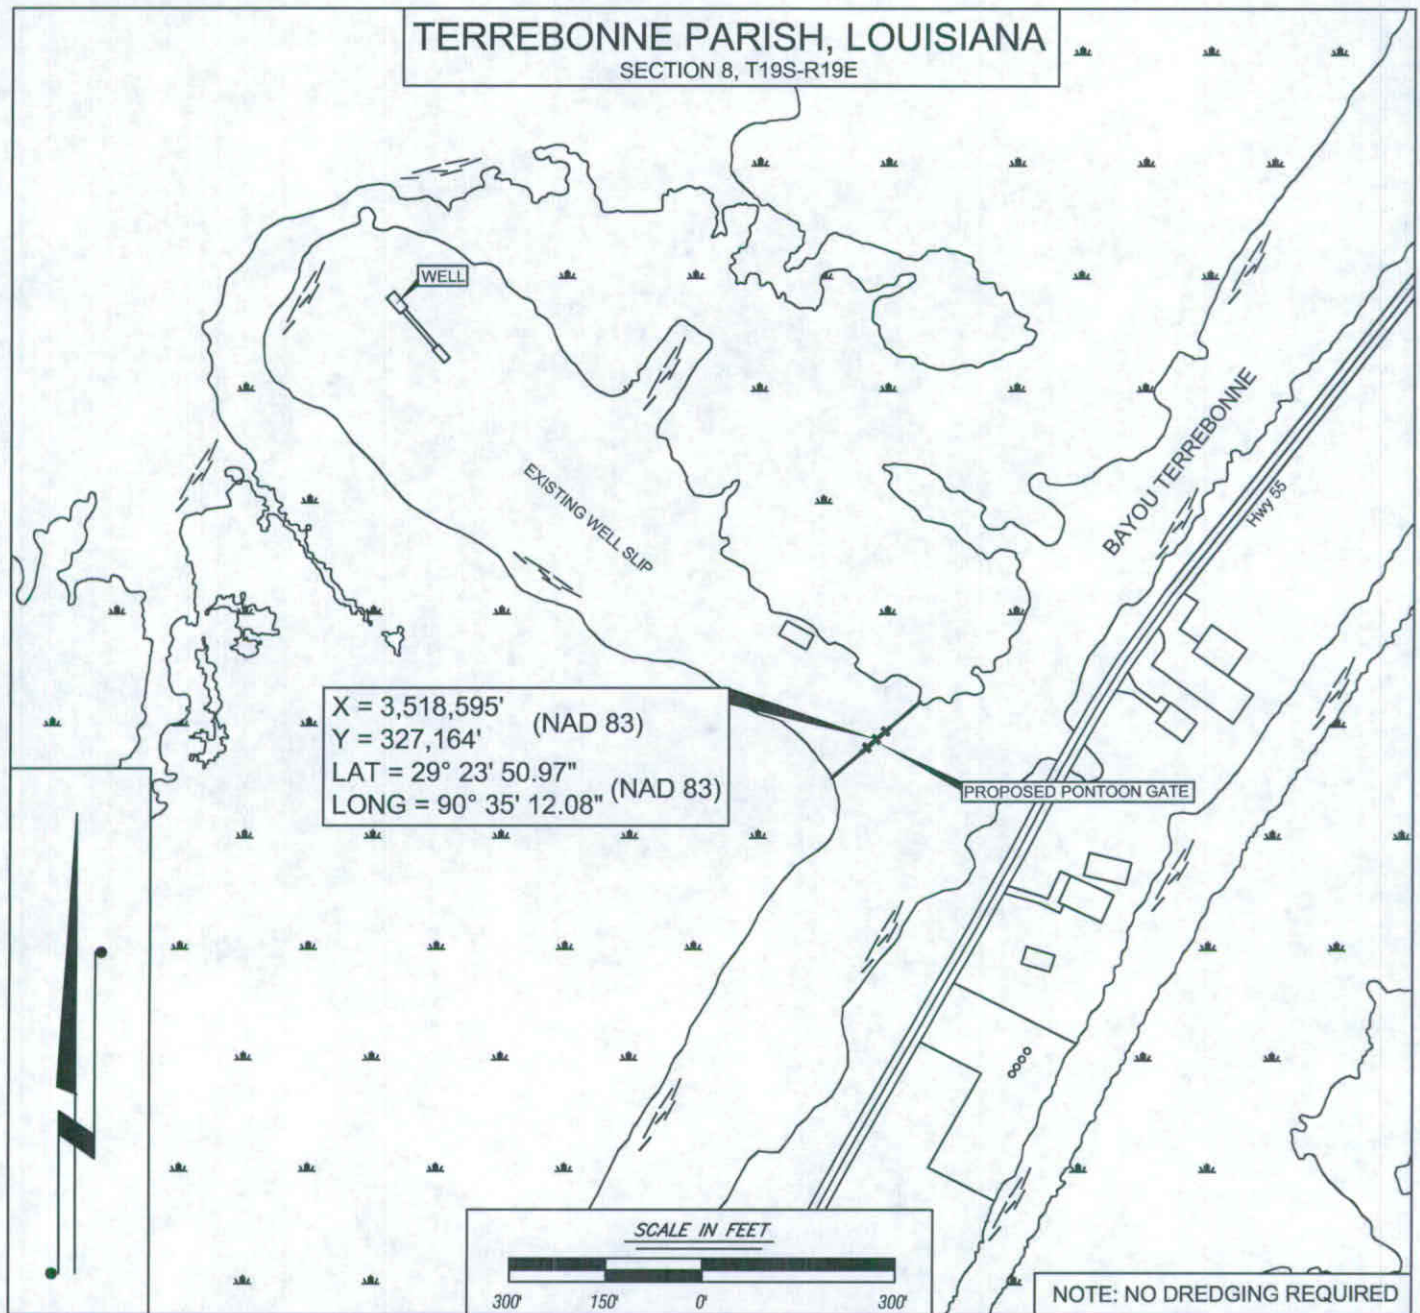 TERREBONNE PARISH, LOUISIANA
SECTION 8, T19S-R19E
WELL
EXISTING WELL SLIP
BAYOU TERREBONNE
Hwy 55
X = 3,518,595'
Y = 327,164'
(NAD 83)
LAT = 29° 23' 50.97"
LONG = 90° 35' 12.08"
(NAD 83)
PROPOSED PONTOON GATE
SCALE IN FEET
300' 150' 0' 300'
NOTE: NO DREDGING REQUIRED